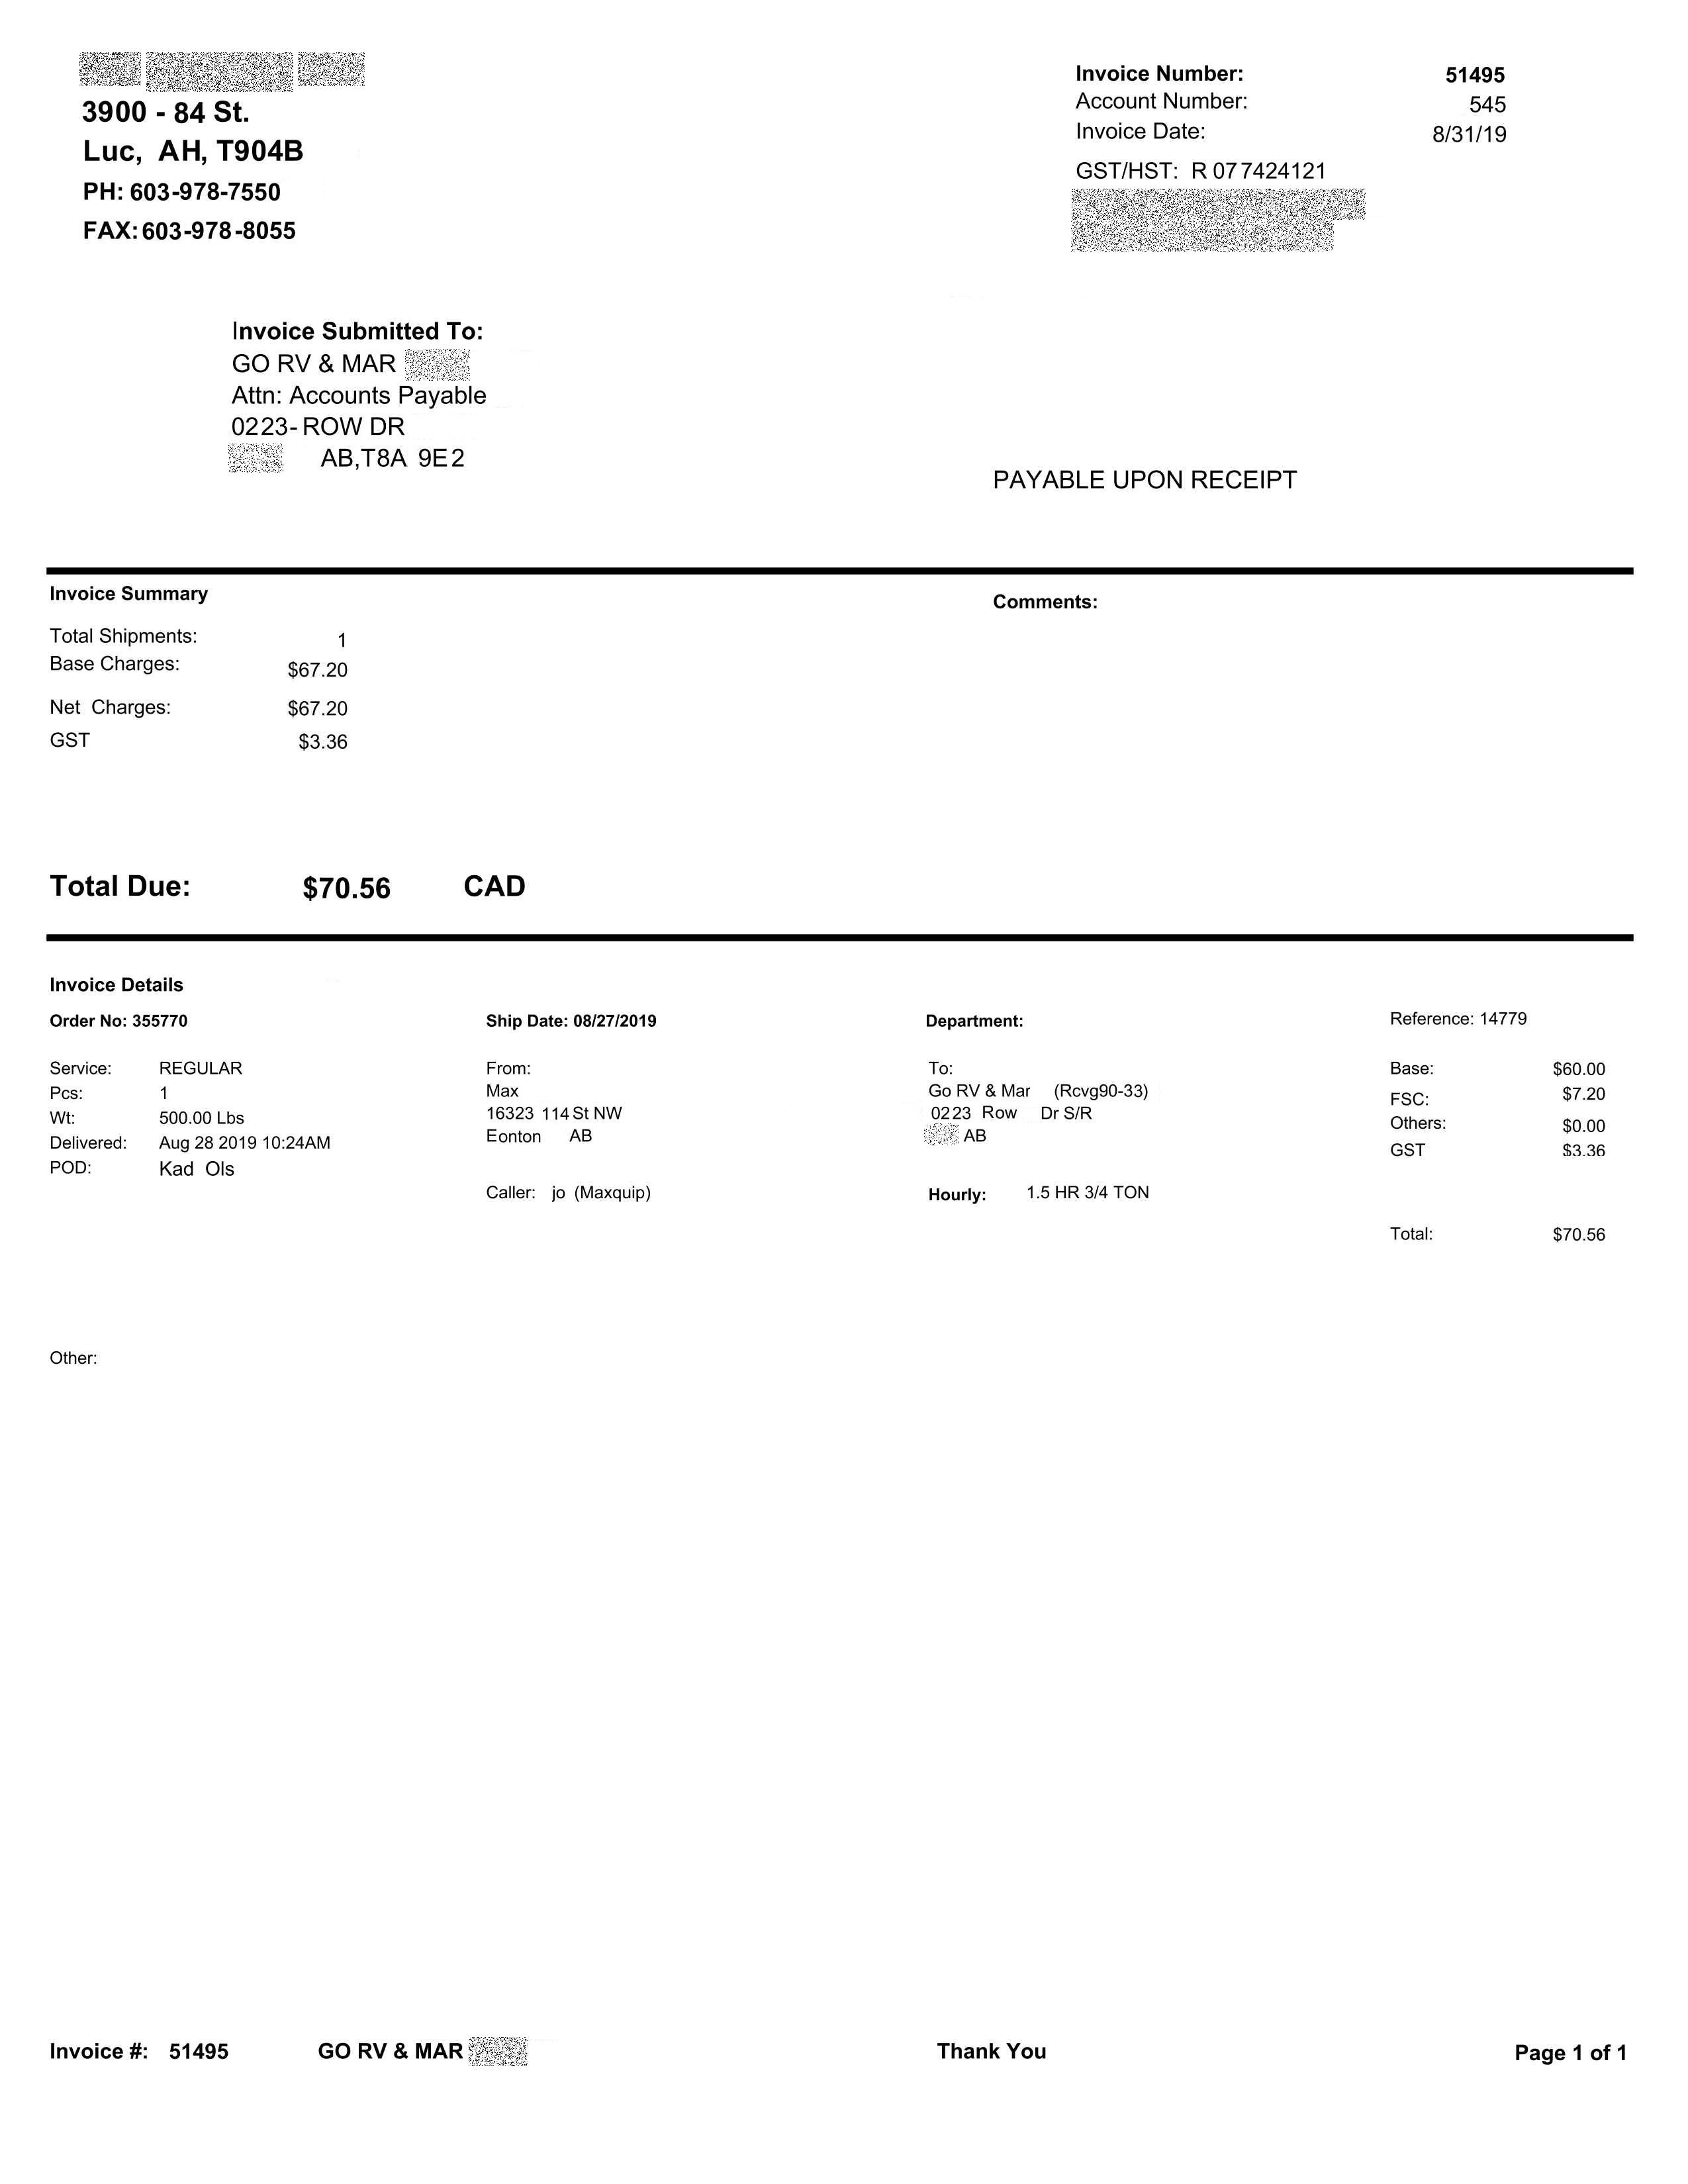 3900 - 84 St.
Luc, AH, T904B
PH: 603-978-7550
FAX: 603-978-8055
Invoice Number: 51495
Account Number: 545
Invoice Date: 8/31/19
GST/HST: R 077424121
Invoice Submitted To:
GO RV & MAR
Attn: Accounts Payable
0223- ROW DR
AB,T8A 9E2
PAYABLE UPON RECEIPT
Invoice Summary
Comments:
Total Shipments: 1
Base Charges: $67.20
Net Charges: $67.20
GST $3.36
Total Due: $70.56 CAD
Invoice Details
Order No: 355770 Ship Date: 08/27/2019 Department: Reference: 14779
Service: REGULAR
Pcs: 1
Wt: 500.00 Lbs
Delivered: Aug 28 2019 10:24AM
POD: Kad Ols
From:
Max
16323 114 St NW
Eonton AB
Caller: jo (Maxquip)
To:
Go RV & Mar (Rcvg90-33)
0223 Row Dr S/R
AB
Hourly: 1.5 HR 3/4 TON
Base: $60.00
FSC: $7.20
Others: $0.00
GST $3.36
Total: $70.56
Other:
Invoice #: 51495 GO RV & MAR Thank You Page 1 of 1